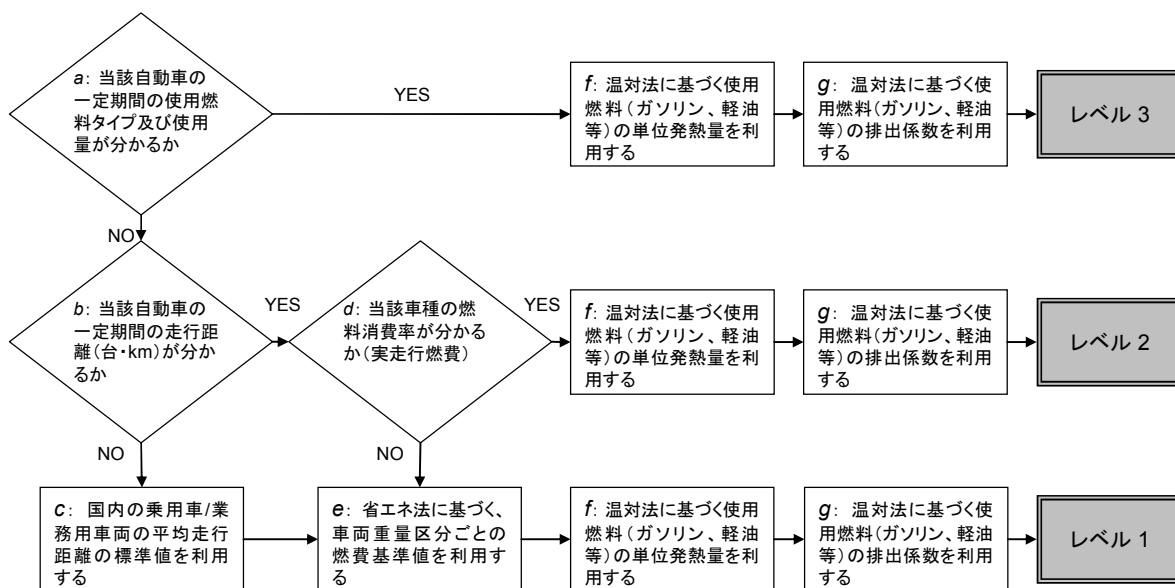 a: 当該自動車の
一定期間の使用燃
料タイプ及び使用
量が分かるか
YES
f: 温対法に基づく使用
燃料(ガソリン、軽油
等)の単位発熱量を利
用する
g: 温対法に基づく使
用燃料(ガソリン、軽油
等)の排出係数を利用
する
レベル 3
NO
b: 当該自動車の
一定期間の走行距
離(台・km)が分か
るか
YES
d: 当該車種の燃
料消費率が分かる
か(実走行燃費)
YES
f: 温対法に基づく使用
燃料(ガソリン、軽油
等)の単位発熱量を利
用する
g: 温対法に基づく使
用燃料(ガソリン、軽油
等)の排出係数を利用
する
レベル 2
NO
NO
c: 国内の乗用車/業
務用車両の平均走行
距離の標準値を利用
する
e: 省エネ法に基づく、
車両重量区分ごとの
燃費基準値を利用す
る
f: 温対法に基づく使用
燃料(ガソリン、軽油
等)の単位発熱量を利
用する
g: 温対法に基づく使
用燃料(ガソリン、軽油
等)の排出係数を利用
する
レベル 1